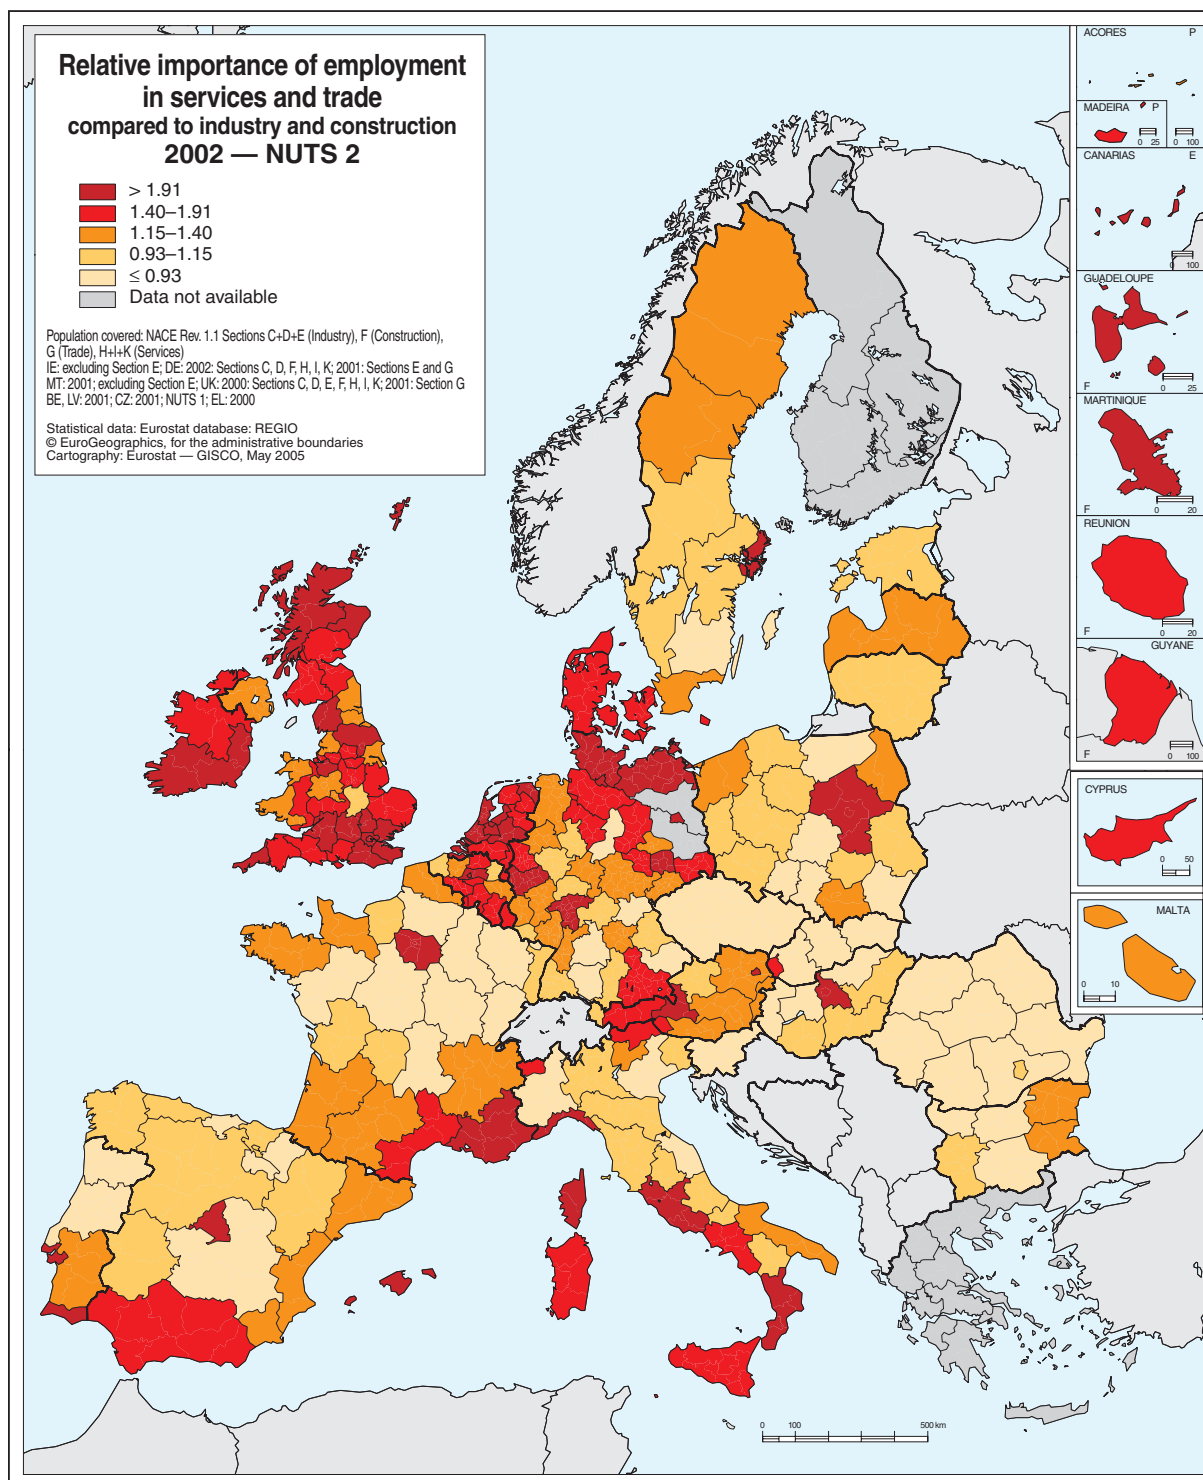 Relative importance of employment
in services and trade
compared to industry and construction
2002 — NUTS 2
> 1.91
1.40–1.91
1.15–1.40
0.93–1.15
≤ 0.93
Data not available
Population covered: NACE Rev. 1.1 Sections C+D+E (Industry), F (Construction),
G (Trade), H+I+K (Services)
IE: excluding Section E; DE: 2002: Sections C, D, F, H, I, K; 2001: Sections E and G
MT: 2001; excluding Section E; UK: 2000: Sections C, D, E, F, H, I, K; 2001: Section G
BE, LV: 2001; CZ: 2001; NUTS 1; EL: 2000
Statistical data: Eurostat database: REGIO
© EuroGeographics, for the administrative boundaries
Cartography: Eurostat — GISCO, May 2005
ACORES P
MADEIRA P
0 25 0 100
CANARIAS E
0 100
GUADELOUPE
F 0 25
MARTINIQUE
F 0 20
REUNION
F 0 20
GUYANE
F 0 100
CYPRUS
0 50
MALTA
0 10
0 100 500 km